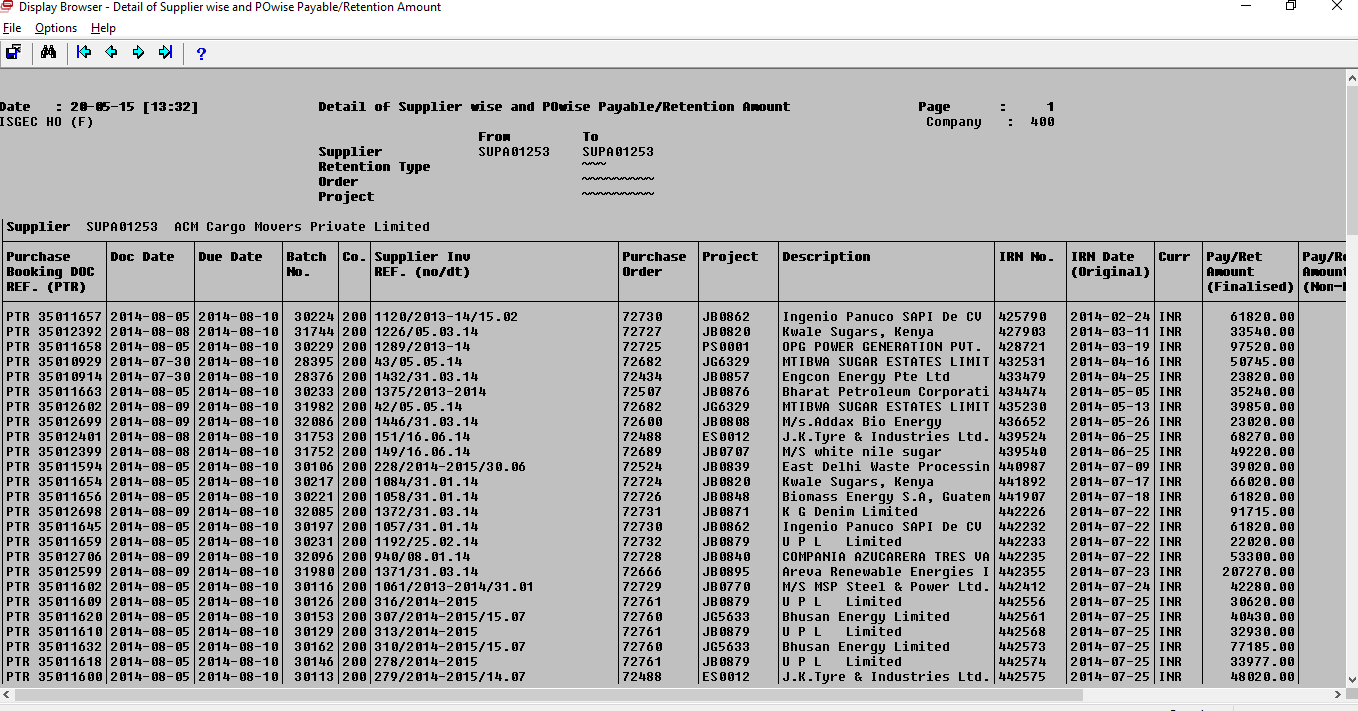 Display Browser - Detail of Supplier wise and POwise Payable/Retention Amount
File Options Help
?
Date : 20-05-15 [13:32] Detail of Supplier wise and POwise Payable/Retention Amount Page : 1
ISGEC HO (F) Company : 400
From To
Supplier SUPA01253 SUPA01253
Retention Type ~~~
Order ~~~~~~~~~
Project ~~~~~~~~~
Supplier SUPA01253 ACM Cargo Movers Private Limited
Purchase Doc Date Due Date Batch Co. Supplier Inv Purchase Project Description IRN No. IRN Date Curr Pay/Ret
Booking DOC No. REF. (no/dt) Order (Original) Amount
REF. (PTR) (Finalised)
PTR 35011657 2014-08-05 2014-08-10 30224 200 1120/2013-14/15.02 72730 JB0862 Ingenio Panuco SAPI De CV 425790 2014-02-24 INR 61820.00
PTR 35012392 2014-08-08 2014-08-10 31744 200 1226/05.03.14 72727 JB0820 Kwale Sugars, Kenya 427903 2014-03-11 INR 33540.00
PTR 35011658 2014-08-05 2014-08-10 30229 200 1289/2013-14 72725 PS0001 OPG POWER GENERATION PVT. 428721 2014-03-19 INR 97520.00
PTR 35010929 2014-07-30 2014-08-10 28395 200 43/05.05.14 72682 JG6329 MTIBWA SUGAR ESTATES LIMIT 432531 2014-04-16 INR 50745.00
PTR 35010914 2014-07-30 2014-08-10 28376 200 1432/31.03.14 72434 JB0857 Engcon Energy Pte Ltd 433479 2014-04-25 INR 23820.00
PTR 35011663 2014-08-05 2014-08-10 30233 200 1375/2013-2014 72507 JB0876 Bharat Petroleum Corporati 434474 2014-05-05 INR 35240.00
PTR 35012602 2014-08-09 2014-08-10 31982 200 42/05.05.14 72682 JG6329 MTIBWA SUGAR ESTATES LIMIT 435230 2014-05-13 INR 39850.00
PTR 35012699 2014-08-09 2014-08-10 32086 200 1446/31.03.14 72600 JB0808 M/s.Addax Bio Energy 436652 2014-05-26 INR 23020.00
PTR 35012401 2014-08-08 2014-08-10 31753 200 151/16.06.14 72488 ES0012 J.K.Tyre & Industries Ltd. 439524 2014-06-25 INR 68270.00
PTR 35012399 2014-08-08 2014-08-10 31752 200 149/16.06.14 72689 JB0707 M/S white nile sugar 439540 2014-06-25 INR 49220.00
PTR 35011594 2014-08-05 2014-08-10 30106 200 228/2014-2015/30.06 72524 JB0839 East Delhi Waste Processin 440987 2014-07-09 INR 39020.00
PTR 35011654 2014-08-05 2014-08-10 30217 200 1084/31.01.14 72724 JB0820 Kwale Sugars, Kenya 441892 2014-07-17 INR 66020.00
PTR 35011656 2014-08-05 2014-08-10 30221 200 1058/31.01.14 72726 JB0848 Biomass Energy S.A, Guatem 441907 2014-07-18 INR 61820.00
PTR 35012698 2014-08-09 2014-08-10 32085 200 1372/31.03.14 72731 JB0871 K G Denim Limited 442226 2014-07-22 INR 91715.00
PTR 35011645 2014-08-05 2014-08-10 30197 200 1057/31.01.14 72730 JB0862 Ingenio Panuco SAPI De CV 442232 2014-07-22 INR 61820.00
PTR 35011659 2014-08-05 2014-08-10 30231 200 1192/25.02.14 72732 JB0879 U P L Limited 442233 2014-07-22 INR 22020.00
PTR 35012706 2014-08-09 2014-08-10 32096 200 940/08.01.14 72728 JB0840 COMPANIA AZUCARERA TRES VA 442235 2014-07-22 INR 53300.00
PTR 35012599 2014-08-09 2014-08-10 31980 200 1371/31.03.14 72666 JB0895 Areva Renewable Energies I 442355 2014-07-23 INR 207270.00
PTR 35011602 2014-08-05 2014-08-10 30116 200 1061/2013-2014/31.01 72729 JB0770 M/S MSP Steel & Power Ltd. 442412 2014-07-24 INR 42280.00
PTR 35011609 2014-08-05 2014-08-10 30126 200 316/2014-2015 72761 JB0879 U P L Limited 442556 2014-07-25 INR 30620.00
PTR 35011620 2014-08-05 2014-08-10 30153 200 307/2014-2015/15.07 72760 JG5633 Bhusan Energy Limited 442561 2014-07-25 INR 40430.00
PTR 35011610 2014-08-05 2014-08-10 30129 200 313/2014-2015 72761 JB0879 U P L Limited 442568 2014-07-25 INR 32930.00
PTR 35011632 2014-08-05 2014-08-10 30162 200 310/2014-2015/15.07 72760 JG5633 Bhusan Energy Limited 442573 2014-07-25 INR 77185.00
PTR 35011618 2014-08-05 2014-08-10 30146 200 278/2014-2015 72761 JB0879 U P L Limited 442574 2014-07-25 INR 33977.00
PTR 35011600 2014-08-05 2014-08-10 30113 200 279/2014-2015/14.07 72488 ES0012 J.K.Tyre & Industries Ltd. 442575 2014-07-25 INR 48020.00